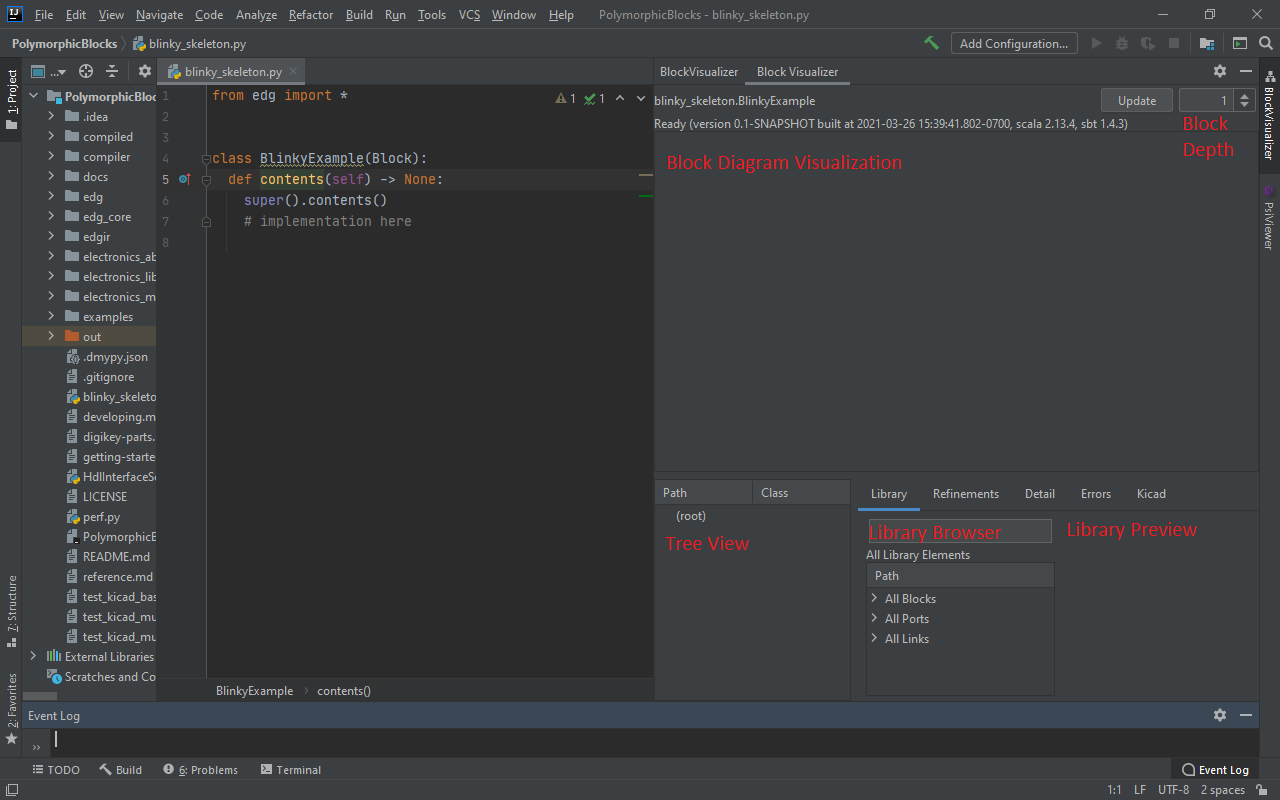 File Edit View Navigate Code Analyze Refactor Build Run Tools VCS Window Help PolymorphicBlocks - blinky_skeleton.py
PolymorphicBlocks blinky_skeleton.py Add Configuration...
1: Project
blinky_skeleton.py
PolymorphicBloc
.idea
compiled
compiler
docs
edg
edg_core
edgir
electronics_ab
electronics_lib
electronics_m
examples
out
.dmypy.json
.gitignore
blinky_skeleto
developing.m
digikey-parts.
getting-starte
HdlInterfaceSe
LICENSE
perf.py
PolymorphicE
README.md
reference.md
test_kicad_bas
test_kicad_mu
test_kicad_mu
External Libraries
Scratches and Co
7: Structure
2: Favorites
1 from edg import *
2
3
4 class BlinkyExample(Block):
5 def contents(self) -> None:
6 super().contents()
7 # implementation here
8
1 1
BlinkyExample contents()
BlockVisualizer Block Visualizer
blinky_skeleton.BlinkyExample Update 1
Ready (version 0.1-SNAPSHOT built at 2021-03-26 15:39:41.802-0700, scala 2.13.4, sbt 1.4.3)
Block
Depth
Block Diagram Visualization
BlockVisualizer
PsiViewer
Path Class
(root)
Tree View
Library Refinements Detail Errors Kicad
Library Browser
Library Preview
All Library Elements
Path
All Blocks
All Ports
All Links
Event Log
TODO Build 6: Problems Terminal Event Log
1:1 LF UTF-8 2 spaces